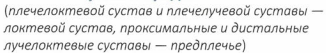 (плечелоктевой сустав и плечелучевой суставы —
локтевой сустав, проксимальные и дистальные
лучелоктевые суставы — предплечье)